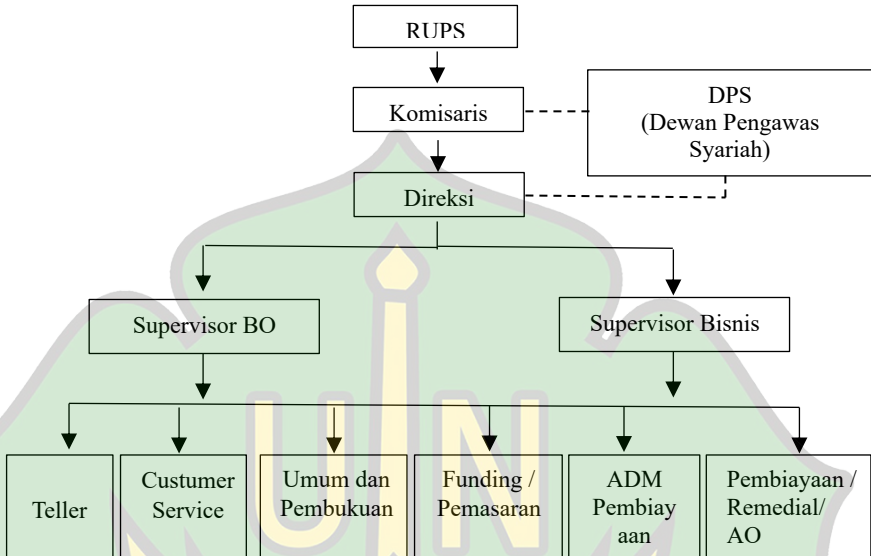 RUPS
Komisaris
DPS
(Dewan Pengawas
Syariah)
Direksi
Supervisor BO
Supervisor Bisnis
Teller
Custumer
Service
Umum dan
Pembukuan
Funding /
Pemasaran
ADM
Pembiay
aan
Pembiayaan /
Remedial/
AO
UIN